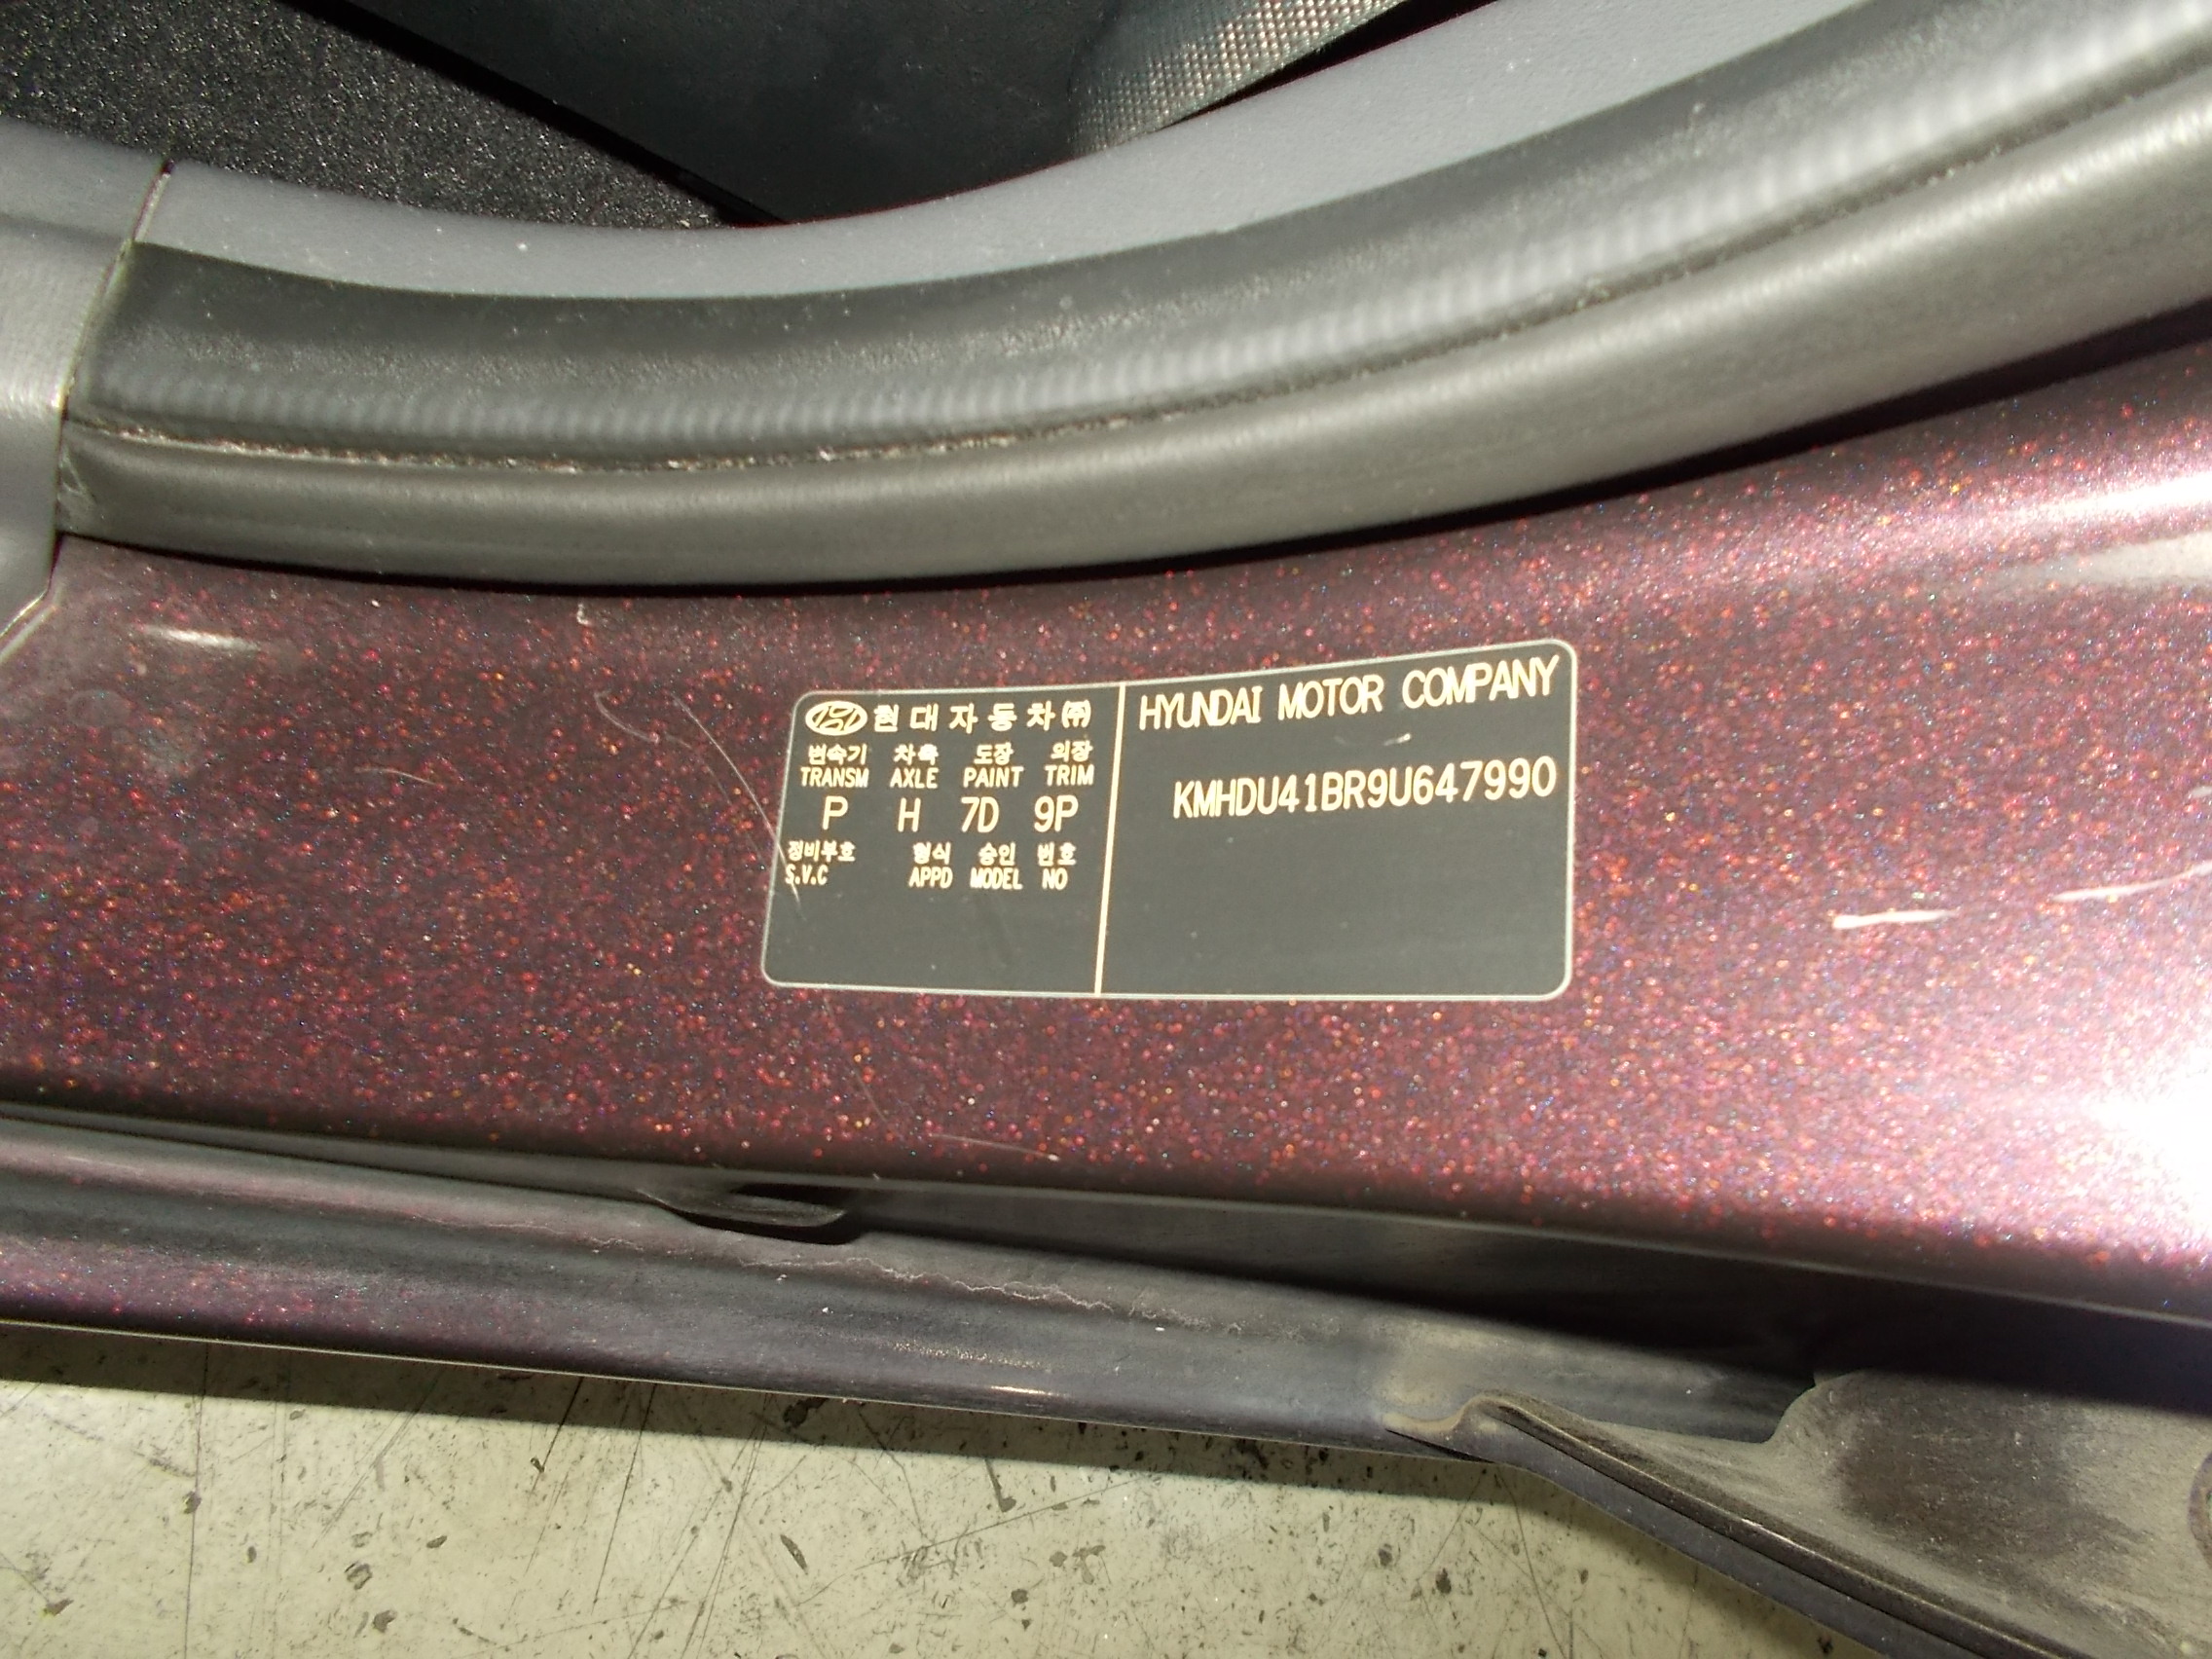 현대자동차㈜
변속기 차축 도장 외장
TRANSM AXLE PAINT TRIM
P H 7D 9P
정비부호 형식 승인 번호
S.V.C APPD MODEL NO
HYUNDAI MOTOR COMPANY
KMHDU41BR9U647990